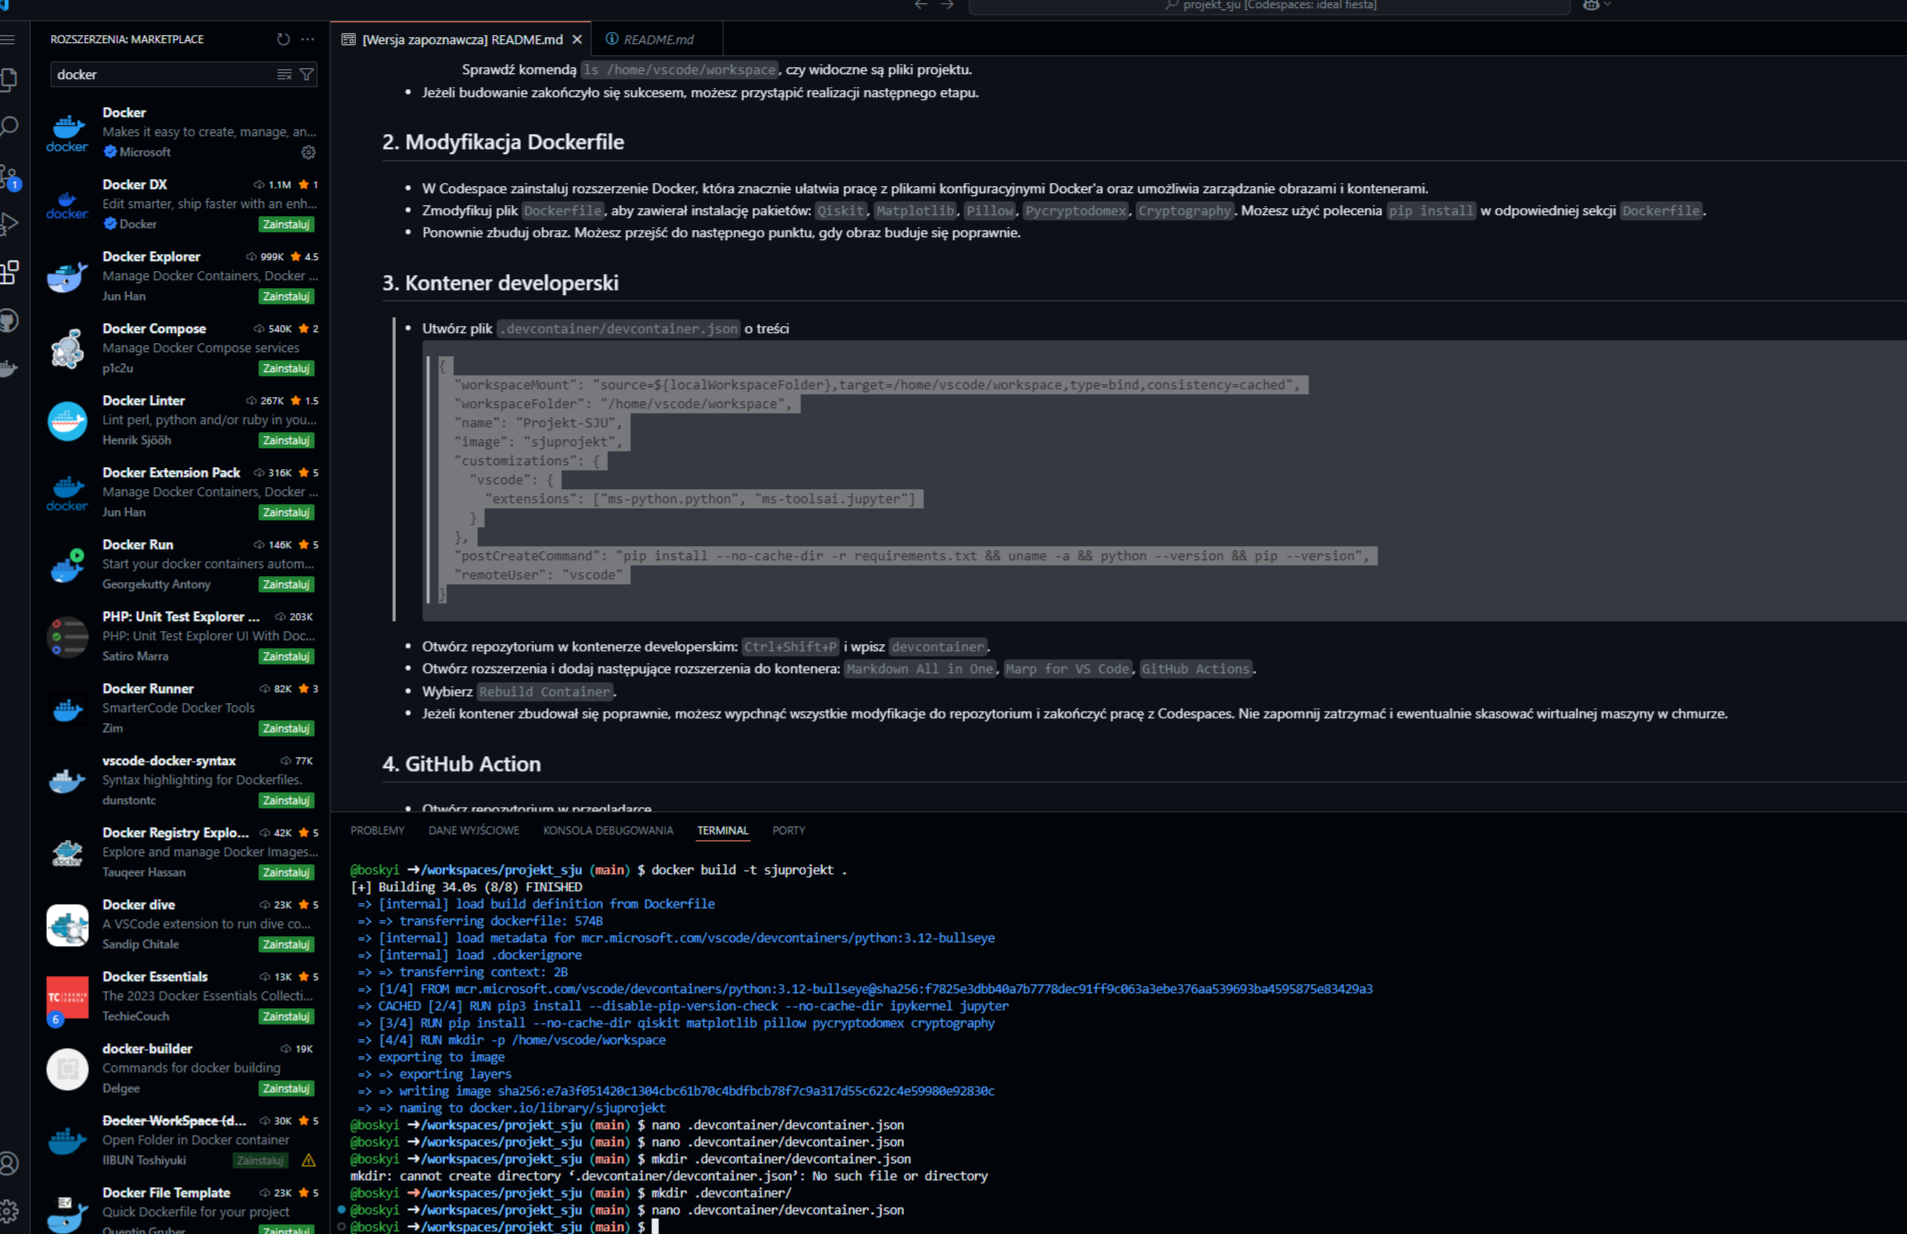 projekt_sju [Codespaces: ideal fiesta]
ROZSZERZENIA: MARKETPLACE
docker
Docker
Makes it easy to create, manage, an...
Microsoft
Docker DX 1.1M 1
Edit smarter, ship faster with an enh...
Docker Zainstaluj
Docker Explorer 999K 4.5
Manage Docker Containers, Docker ...
Jun Han Zainstaluj
Docker Compose 540K 2
Manage Docker Compose services
p1c2u Zainstaluj
Docker Linter 267K 1.5
Lint perl, python and/or ruby in you...
Henrik Sjööh Zainstaluj
Docker Extension Pack 316K 5
Manage Docker Containers, Docker ...
Jun Han Zainstaluj
Docker Run 146K 5
Start your docker containers autom...
Georgekutty Antony Zainstaluj
PHP: Unit Test Explorer ... 203K
PHP: Unit Test Explorer UI With Doc...
Satiro Marra Zainstaluj
Docker Runner 82K 3
SmarterCode Docker Tools
Zim Zainstaluj
vscode-docker-syntax 77K
Syntax highlighting for Dockerfiles.
dunstontc Zainstaluj
Docker Registry Explo... 42K 5
Explore and manage Docker Images...
Tauqeer Hassan Zainstaluj
Docker dive 23K 5
A VSCode extension to run dive co...
Sandip Chitale Zainstaluj
Docker Essentials 13K 5
The 2023 Docker Essentials Collecti...
TechieCouch Zainstaluj
docker-builder 19K
Commands for docker building
Delgee Zainstaluj
Docker WorkSpace (d... 30K 5
Open Folder in Docker container
IIBUN Toshiyuki Zainstaluj
Docker File Template 23K 5
Quick Dockerfile for your project
Quentin Gruber Zainstaluj
[Wersja zapoznawcza] README.md
README.md
Sprawdź komendą ls /home/vscode/workspace, czy widoczne są pliki projektu.
• Jeżeli budowanie zakończyło się sukcesem, możesz przystąpić realizacji następnego etapu.
2. Modyfikacja Dockerfile
• W Codespace zainstaluj rozszerzenie Docker, która znacznie ułatwia pracę z plikami konfiguracyjnymi Docker'a oraz umożliwia zarządzanie obrazami i kontenerami.
• Zmodyfikuj plik Dockerfile, aby zawierał instalację pakietów: Qiskit, Matplotlib, Pillow, Pycryptodomex, Cryptography. Możesz użyć polecenia pip install w odpowiedniej sekcji Dockerfile.
• Ponownie zbuduj obraz. Możesz przejść do następnego punktu, gdy obraz buduje się poprawnie.
3. Kontener developerski
• Utwórz plik .devcontainer/devcontainer.json o treści
{
"workspaceMount": "source=${localWorkspaceFolder},target=/home/vscode/workspace,type=bind,consistency=cached",
"workspaceFolder": "/home/vscode/workspace",
"name": "Projekt-SJU",
"image": "sjuprojekt",
"customizations": {
"vscode": {
"extensions": ["ms-python.python", "ms-toolsai.jupyter"]
}
},
"postCreateCommand": "pip install --no-cache-dir -r requirements.txt && uname -a && python --version && pip --version",
"remoteUser": "vscode"
}
• Otwórz repozytorium w kontenerze developerskim: Ctrl+Shift+P i wpisz devcontainer.
• Otwórz rozszerzenia i dodaj następujące rozszerzenia do kontenera: Markdown All in One, Marp for VS Code, GitHub Actions.
• Wybierz Rebuild Container.
• Jeżeli kontener zbudował się poprawnie, możesz wypchnąć wszystkie modyfikacje do repozytorium i zakończyć pracę z Codespaces. Nie zapomnij zatrzymać i ewentualnie skasować wirtualnej maszyny w chmurze.
4. GitHub Action
• Otwórz repozytorium w przeglądarce
PROBLEMY DANE WYJŚCIOWE KONSOLA DEBUGOWANIA TERMINAL PORTY
@boskyi ➜/workspaces/projekt_sju (main) $ docker build -t sjuprojekt .
[+] Building 34.0s (8/8) FINISHED
=> [internal] load build definition from Dockerfile
=> => transferring dockerfile: 574B
=> [internal] load metadata for mcr.microsoft.com/vscode/devcontainers/python:3.12-bullseye
=> [internal] load .dockerignore
=> => transferring context: 2B
=> [1/4] FROM mcr.microsoft.com/vscode/devcontainers/python:3.12-bullseye@sha256:f7825e3dbb40a7b7778dec91ff9c063a3ebe376aa539693ba4595875e83429a3
=> CACHED [2/4] RUN pip3 install --disable-pip-version-check --no-cache-dir ipykernel jupyter
=> [3/4] RUN pip install --no-cache-dir qiskit matplotlib pillow pycryptodomex cryptography
=> [4/4] RUN mkdir -p /home/vscode/workspace
=> exporting to image
=> => exporting layers
=> => writing image sha256:e7a3f051420c1304cbc61b70c4bdfbcb78f7c9a317d55c622c4e59980e92830c
=> => naming to docker.io/library/sjuprojekt
@boskyi ➜/workspaces/projekt_sju (main) $ nano .devcontainer/devcontainer.json
@boskyi ➜/workspaces/projekt_sju (main) $ nano .devcontainer/devcontainer.json
@boskyi ➜/workspaces/projekt_sju (main) $ mkdir .devcontainer/devcontainer.json
mkdir: cannot create directory ‘.devcontainer/devcontainer.json’: No such file or directory
@boskyi ➜/workspaces/projekt_sju (main) $ mkdir .devcontainer/
@boskyi ➜/workspaces/projekt_sju (main) $ nano .devcontainer/devcontainer.json
@boskyi ➜/workspaces/projekt_sju (main) $